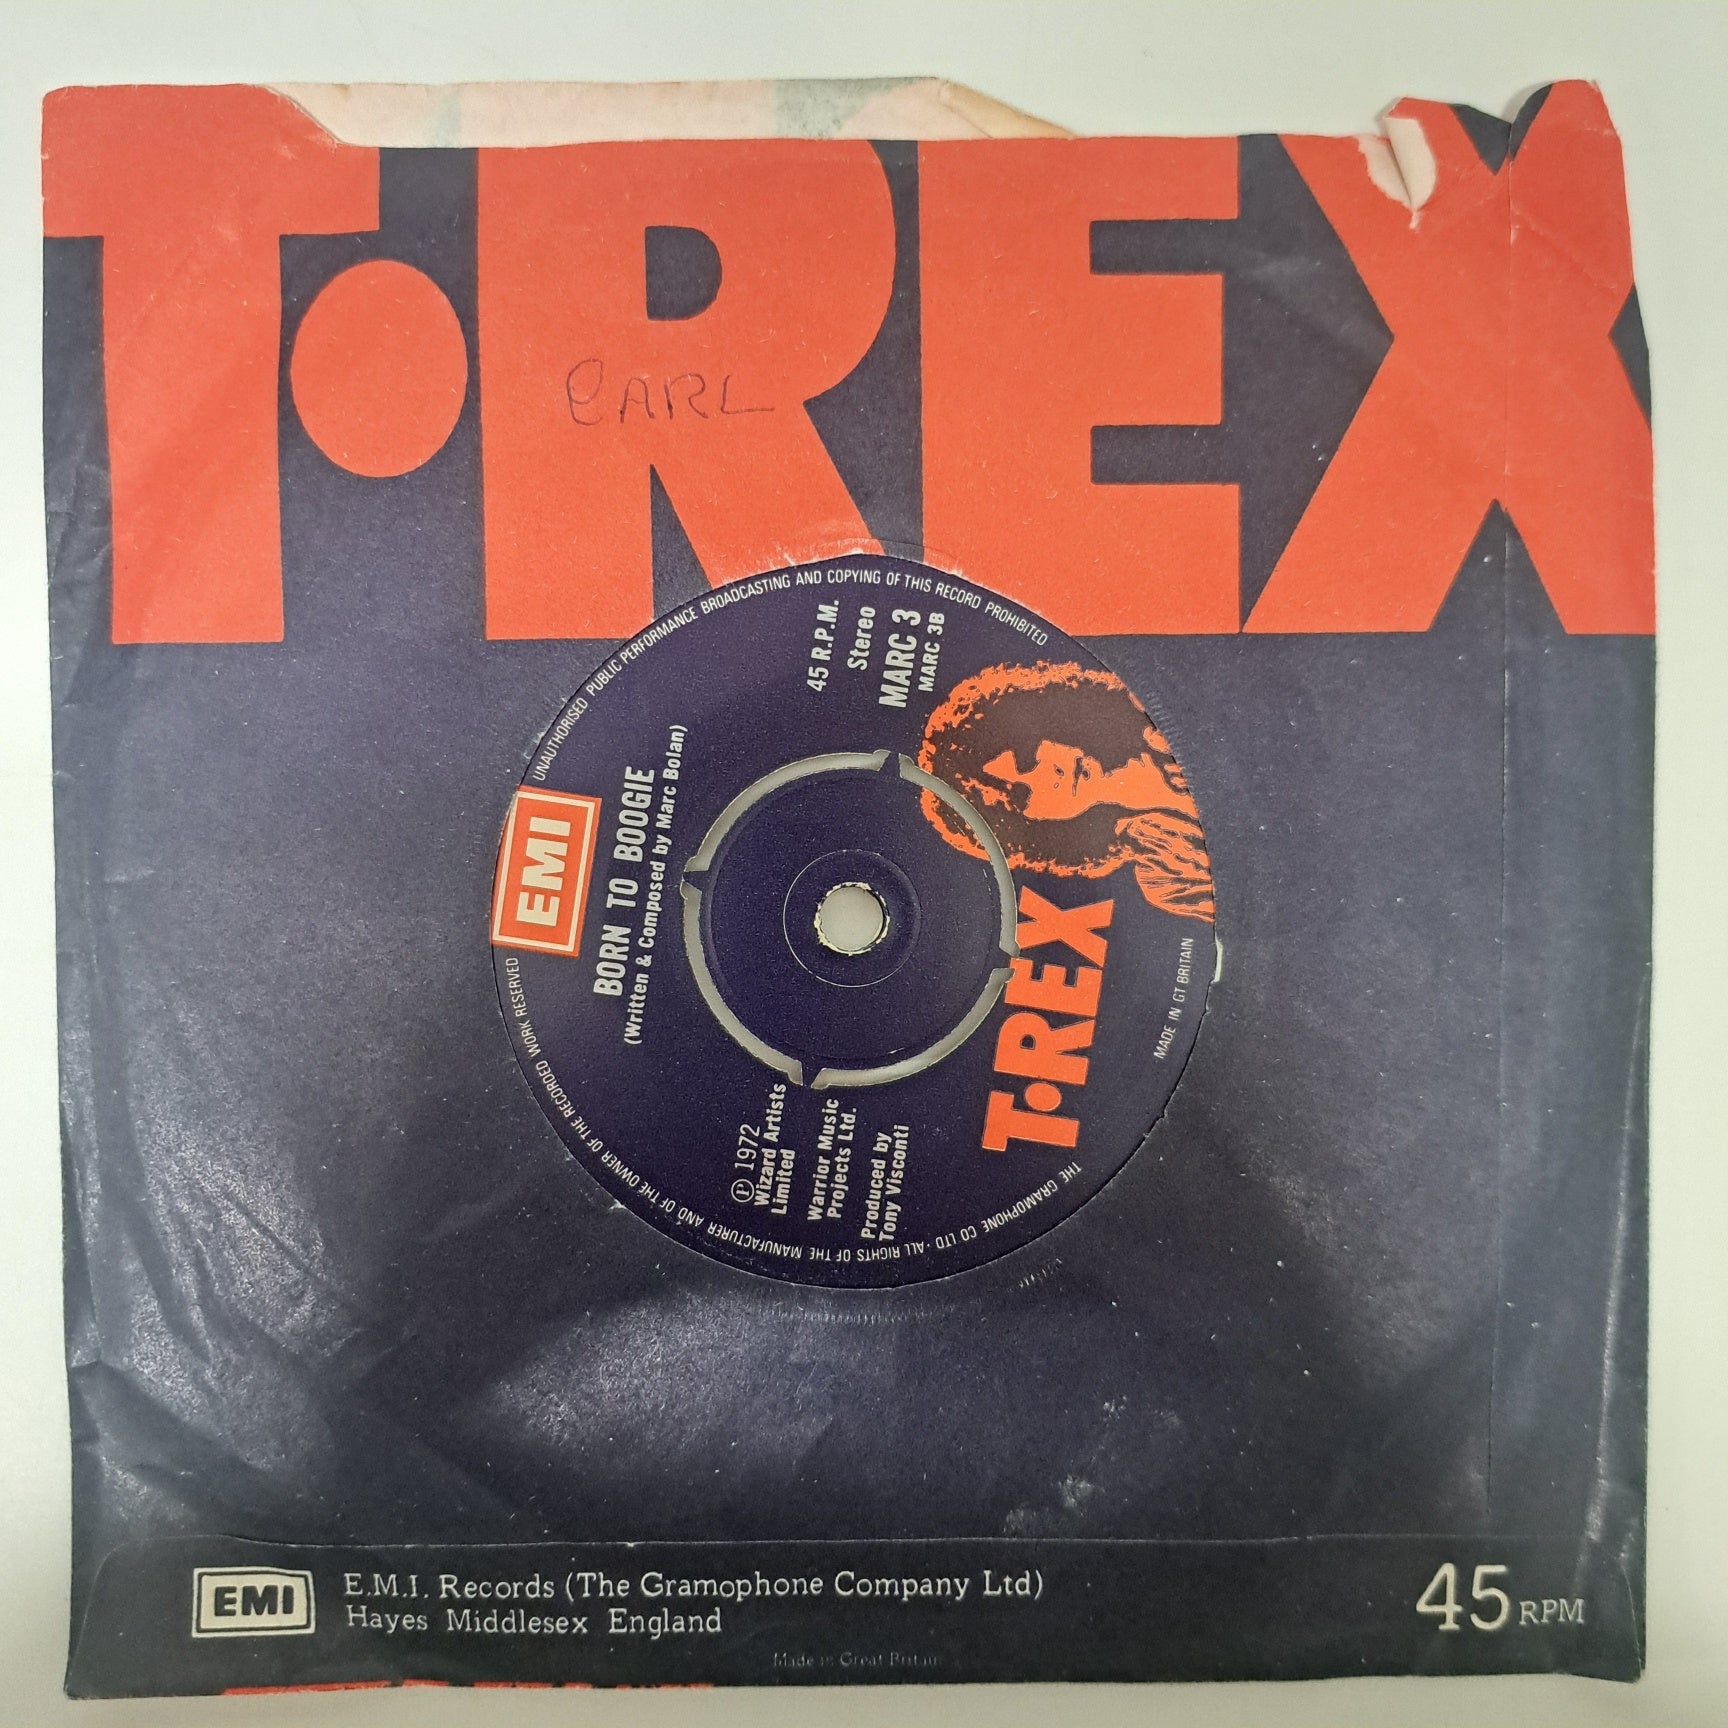 T·REX
CARL
UNAUTHORISED PUBLIC PERFORMANCE BROADCASTING AND COPYING OF THIS RECORD PROHIBITED
EMI
BORN TO BOOGIE
(Written & Composed by Marc Bolan)
45 R.P.M.
Stereo
MARC 3
MARC 3B
℗ 1972
Wizard Artists
Limited
Warrior Music
Projects Ltd.
Produced by
Tony Visconti
T·REX
MADE IN GT BRITAIN
THE GRAMOPHONE CO LTD · ALL RIGHTS OF THE MANUFACTURER AND OF THE OWNER OF THE RECORDED WORK RESERVED
EMI
E.M.I. Records (The Gramophone Company Ltd)
Hayes Middlesex England
45 RPM
Made in Great Britain